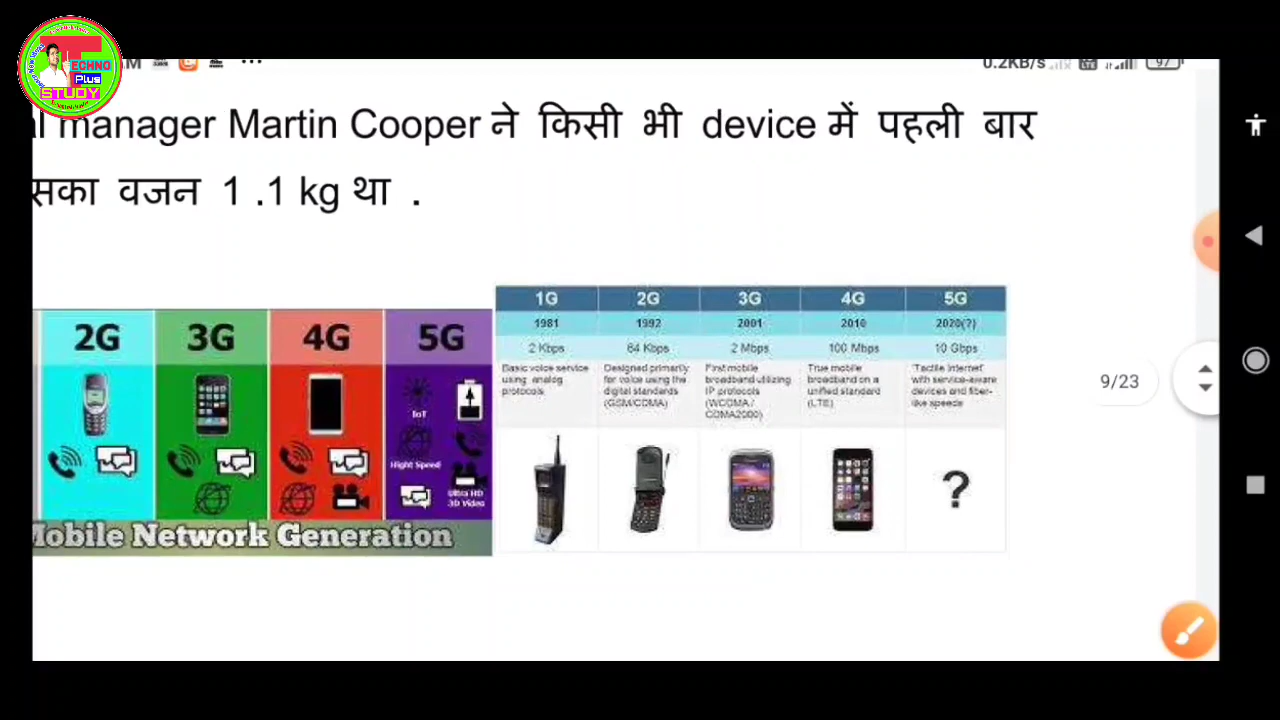 TECHNO
Plus
STUDY
0.2KB/s
97
al manager Martin Cooper ने किसी भी device में पहली बार
सका वजन 1 .1 kg था .
2G 3G 4G 5G
IoT
Hight Speed
Ultra HD
3D Video
Mobile Network Generation
1G 2G 3G 4G 5G
1981 1992 2001 2010 2020(?)
2 Kbps 64 Kbps 2 Mbps 100 Mbps 10 Gbps
Basic voice service
using analog
protocols
Designed primarily
for voice using the
digital standards
(GSM/CDMA)
First mobile
broadband utilizing
IP protocols
(WCDMA /
CDMA2000)
True mobile
broadband on a
unified standard
(LTE)
'Tactile Internet'
with service-aware
devices and fiber-
like speeds
?
9/23